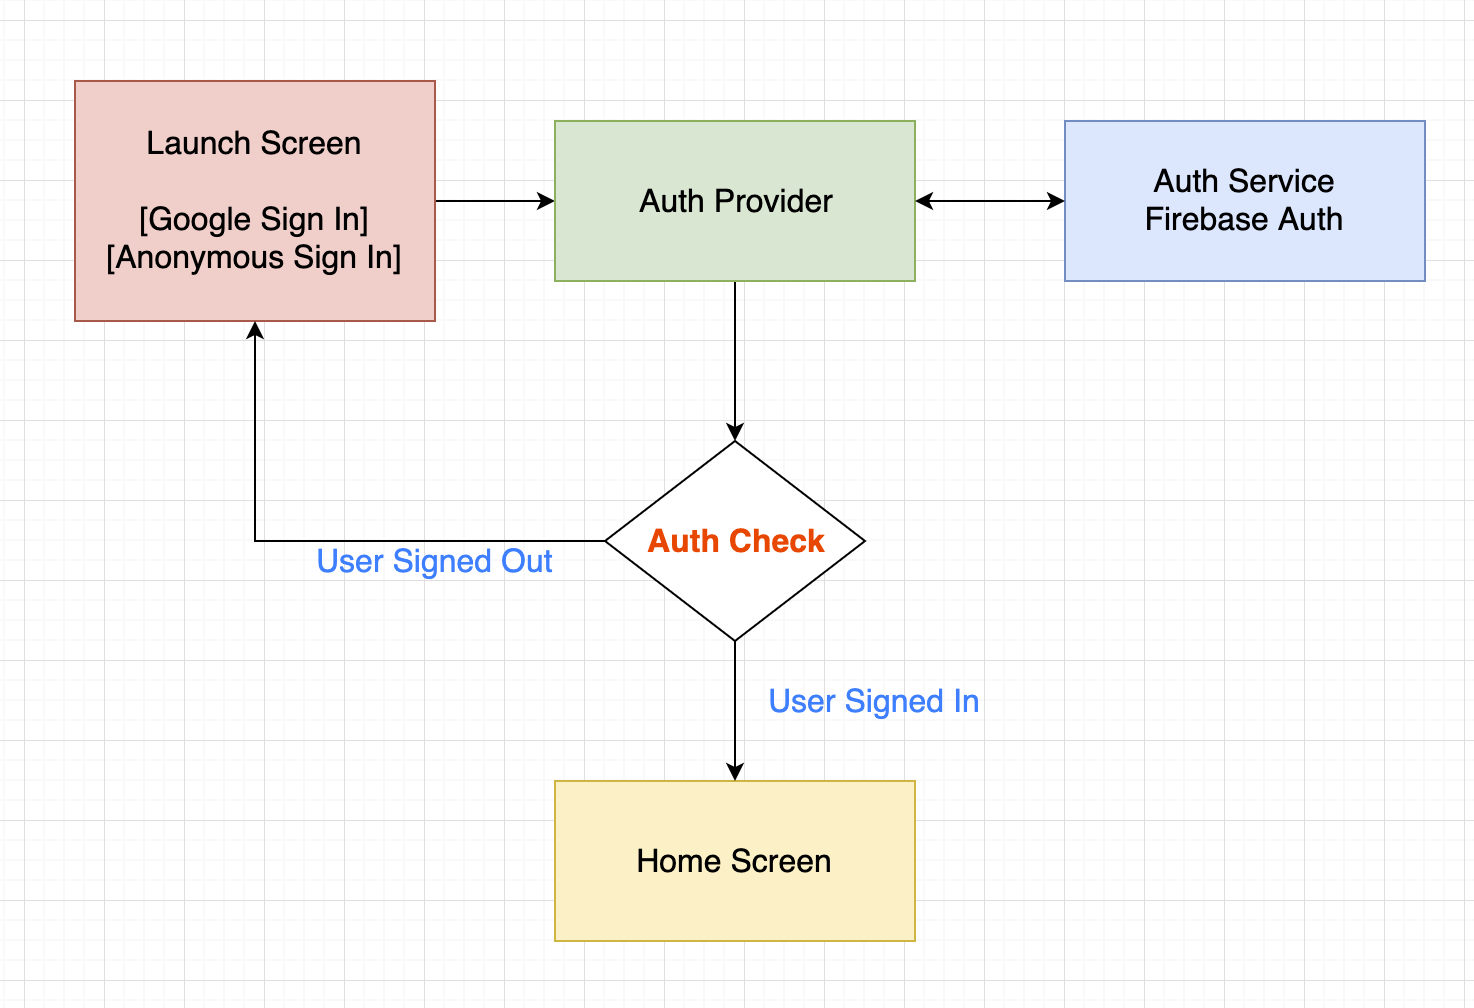 Launch Screen
[Google Sign In]
[Anonymous Sign In]
Auth Provider
Auth Service
Firebase Auth
Auth Check
User Signed Out
User Signed In
Home Screen